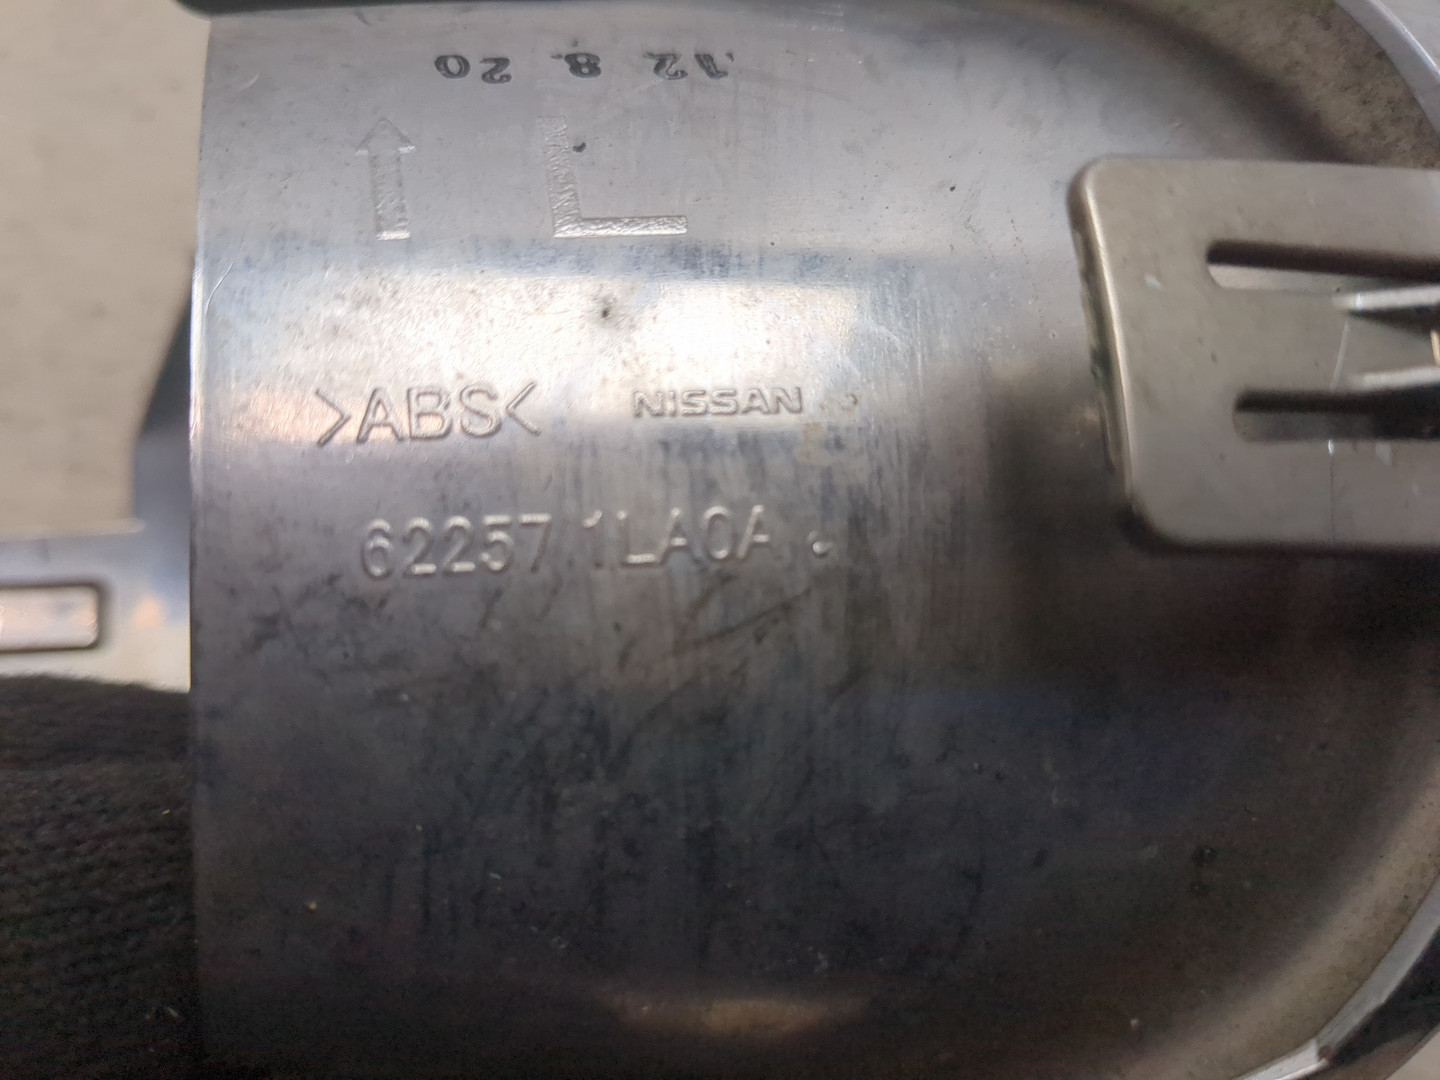 12 8 20
L
>ABS<
NISSAN
62257 1LA0A